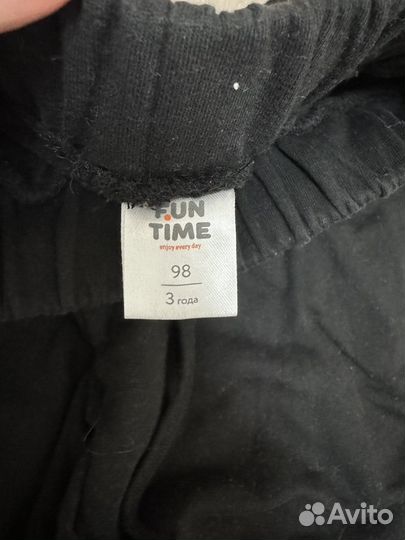 FUN
TIME
enjoy every day
98
3 года
Avito